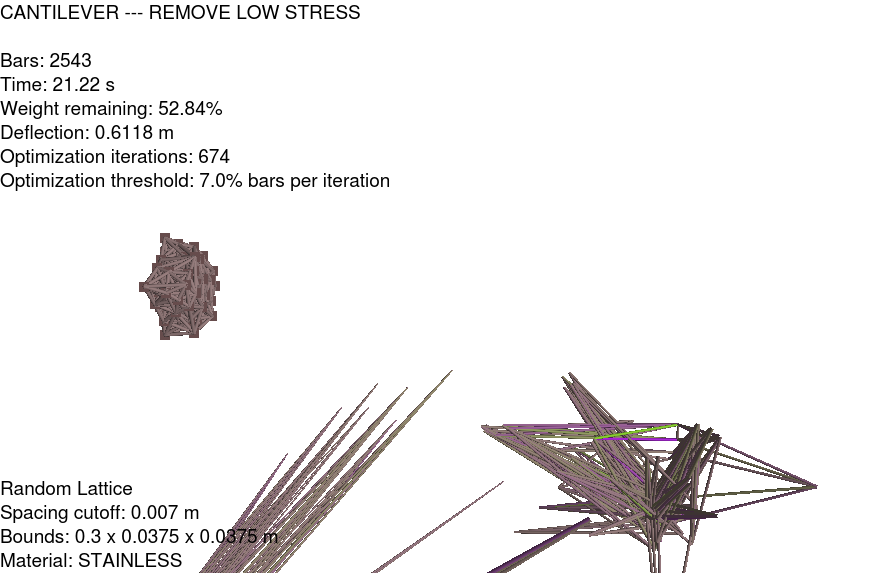 CANTILEVER --- REMOVE LOW STRESS
Bars: 2543
Time: 21.22 s
Weight remaining: 52.84%
Deflection: 0.6118 m
Optimization iterations: 674
Optimization threshold: 7.0% bars per iteration
Random Lattice
Spacing cutoff: 0.007 m
Bounds: 0.3 x 0.0375 x 0.0375 m
Material: STAINLESS